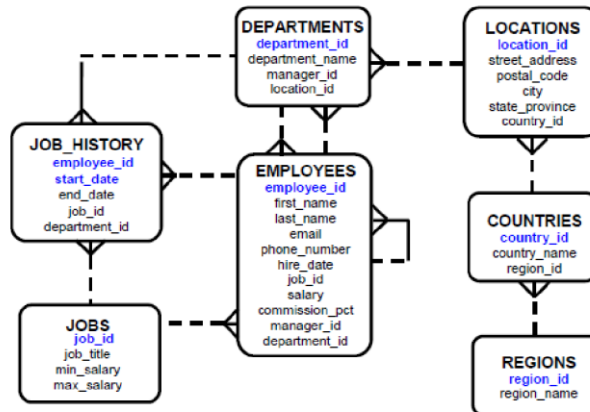 DEPARTMENTS
department_id
department_name
manager_id
location_id
LOCATIONS
location_id
street_address
postal_code
city
state_province
country_id
JOB_HISTORY
employee_id
start_date
end_date
job_id
department_id
EMPLOYEES
employee_id
first_name
last_name
email
phone_number
hire_date
job_id
salary
commission_pct
manager_id
department_id
COUNTRIES
country_id
country_name
region_id
JOBS
job_id
job_title
min_salary
max_salary
REGIONS
region_id
region_name